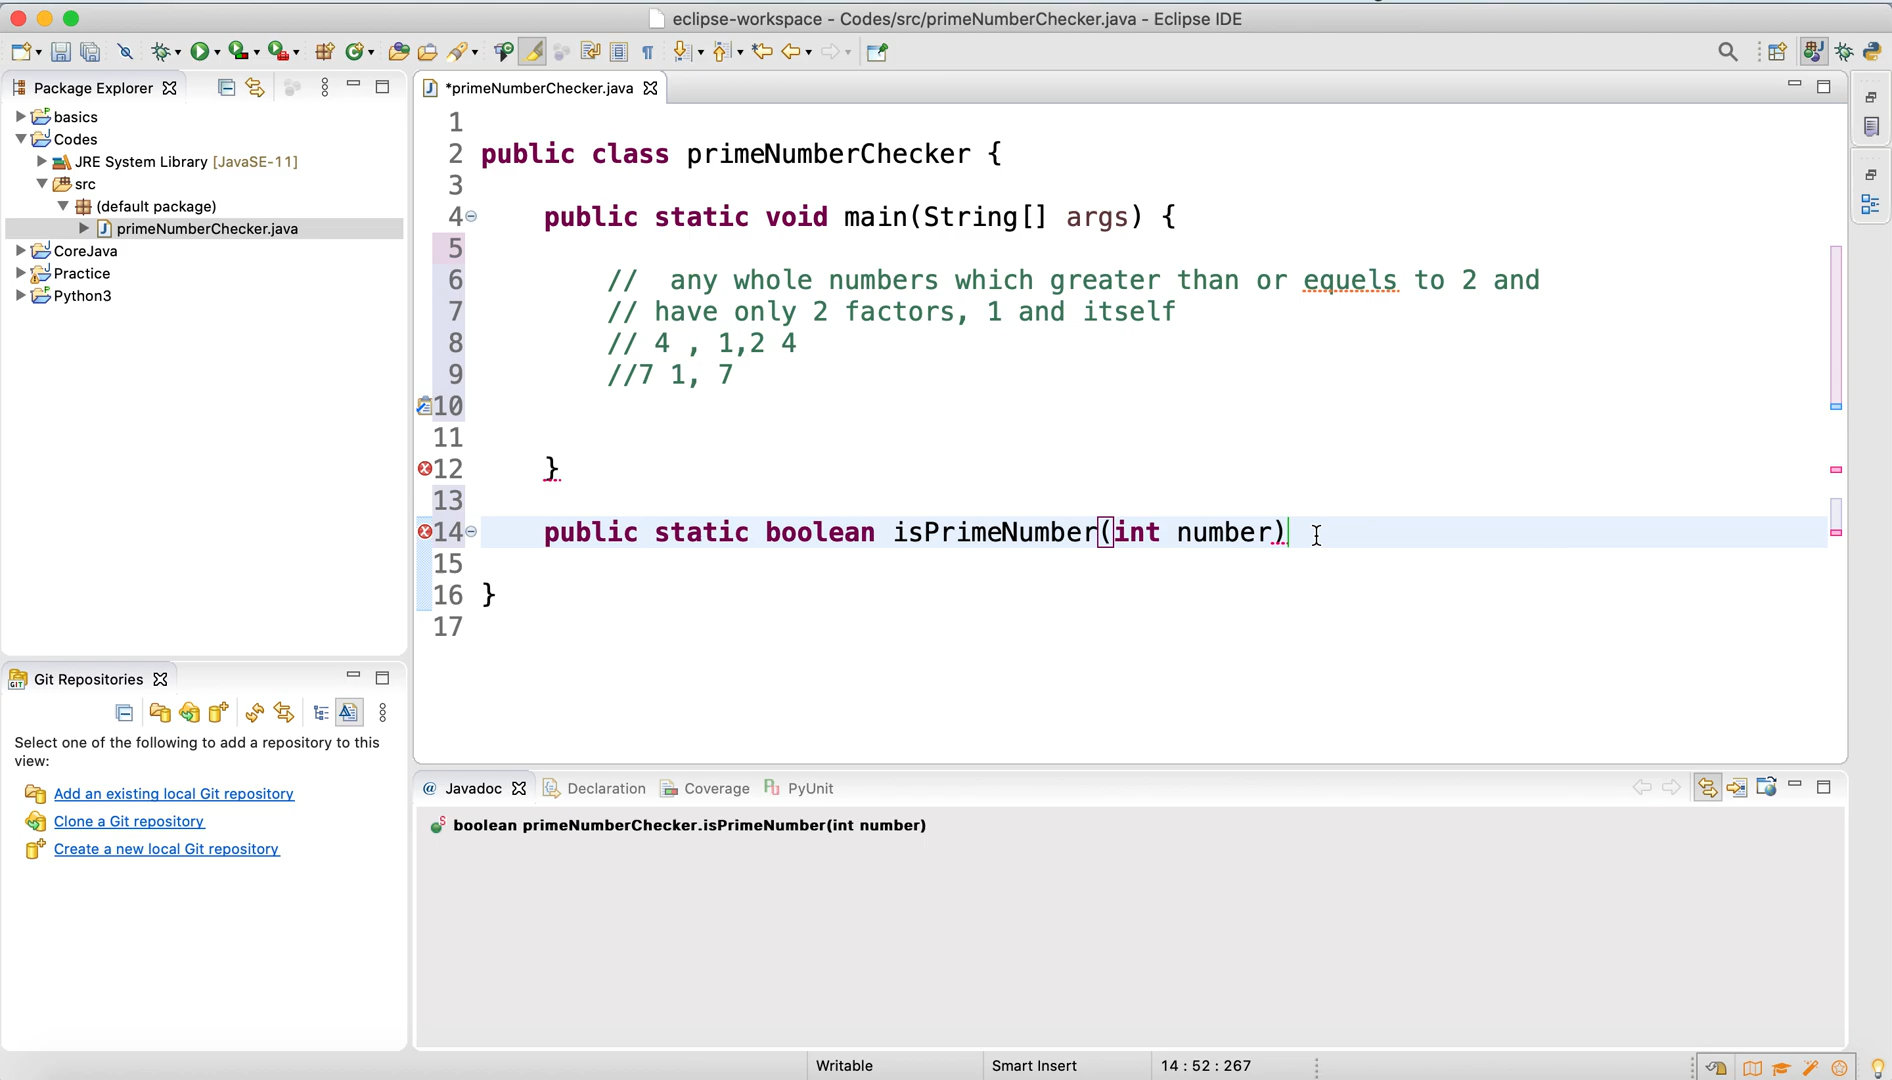 eclipse-workspace - Codes/src/primeNumberChecker.java - Eclipse IDE
Package Explorer
*primeNumberChecker.java
basics
Codes
JRE System Library [JavaSE-11]
src
(default package)
primeNumberChecker.java
CoreJava
Practice
Python3
1
2 public class primeNumberChecker {
3
4 public static void main(String[] args) {
5
6 //  any whole numbers which greater than or equels to 2 and
7 // have only 2 factors, 1 and itself
8 // 4 , 1,2 4
9 //7 1, 7
10
11
12 }
13
14 public static boolean isPrimeNumber(int number)
15
16 }
17
Git Repositories
Select one of the following to add a repository to this
view:
Add an existing local Git repository
Clone a Git repository
Create a new local Git repository
@ Javadoc Declaration Coverage PyUnit
boolean primeNumberChecker.isPrimeNumber(int number)
Writable Smart Insert 14 : 52 : 267